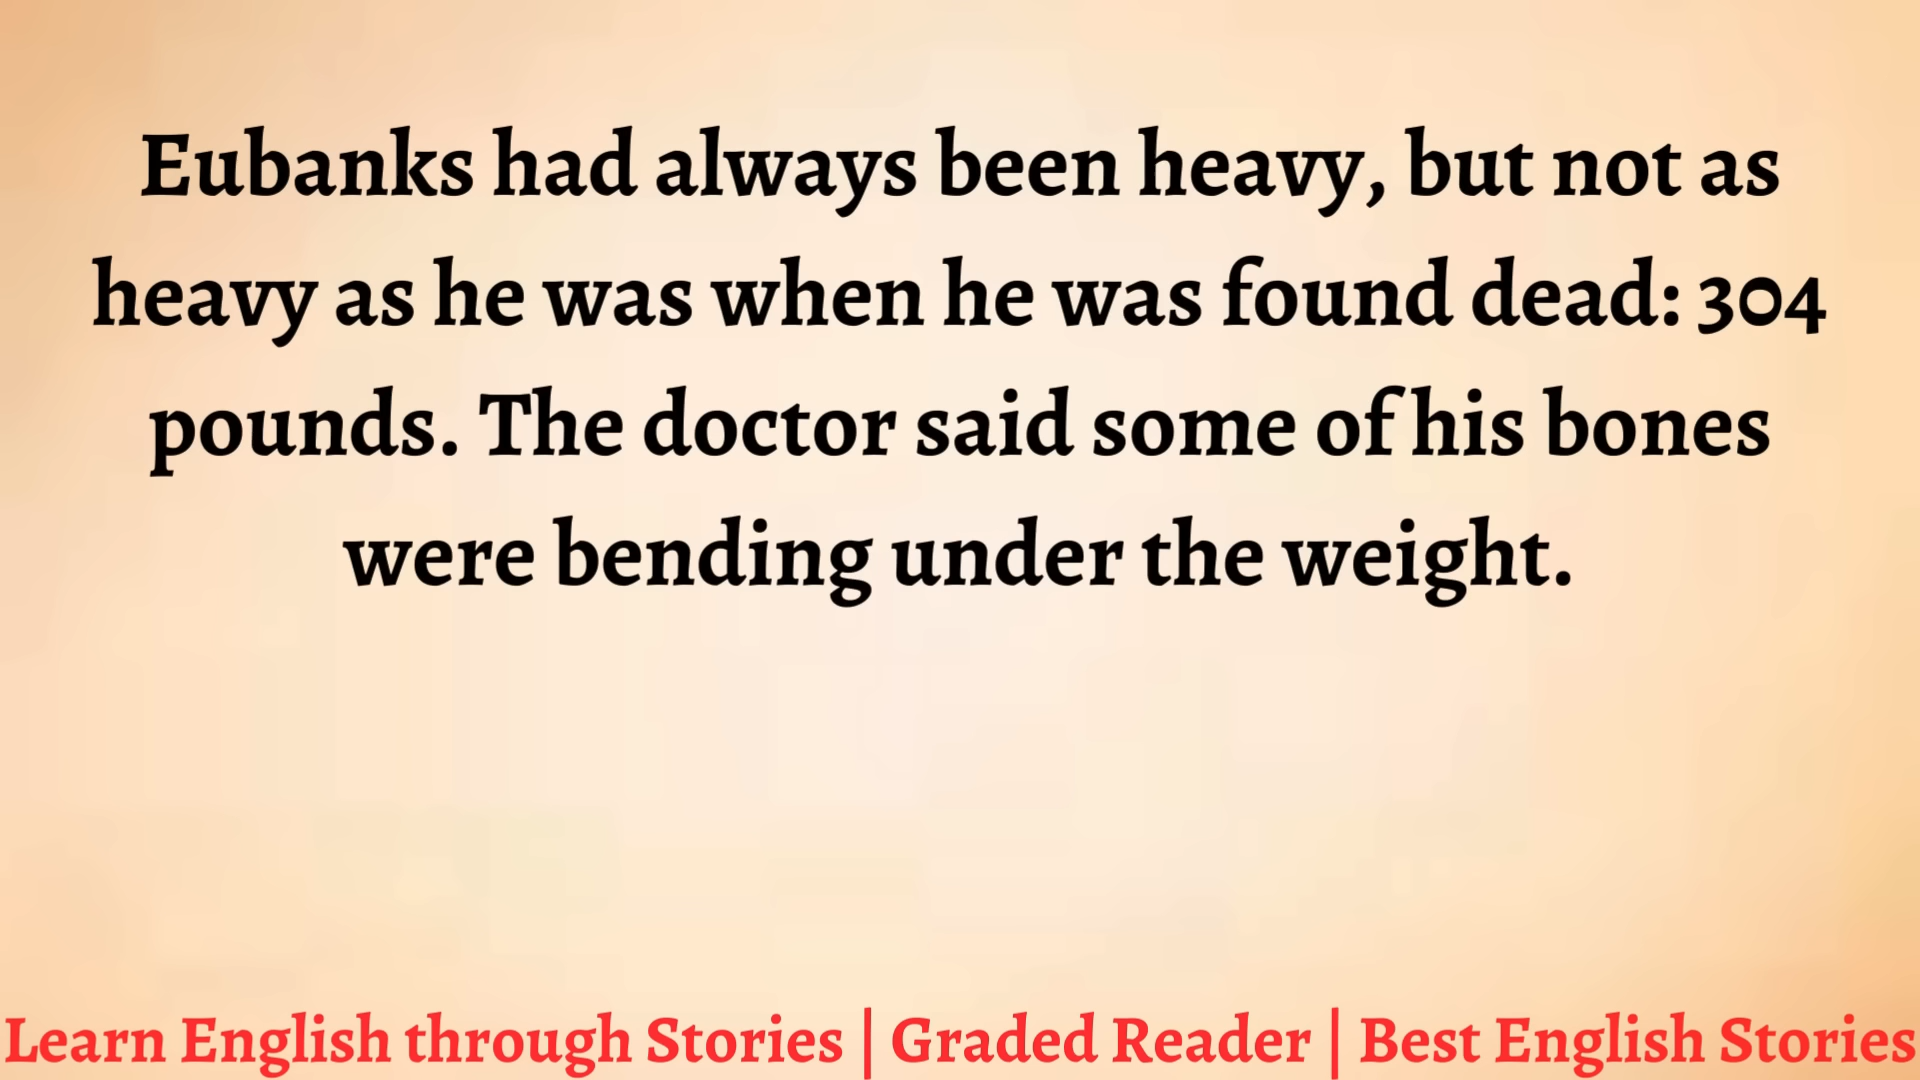 Eubanks had always been heavy, but not as
heavy as he was when he was found dead: 304
pounds. The doctor said some of his bones
were bending under the weight.
Learn English through Stories | Graded Reader | Best English Stories